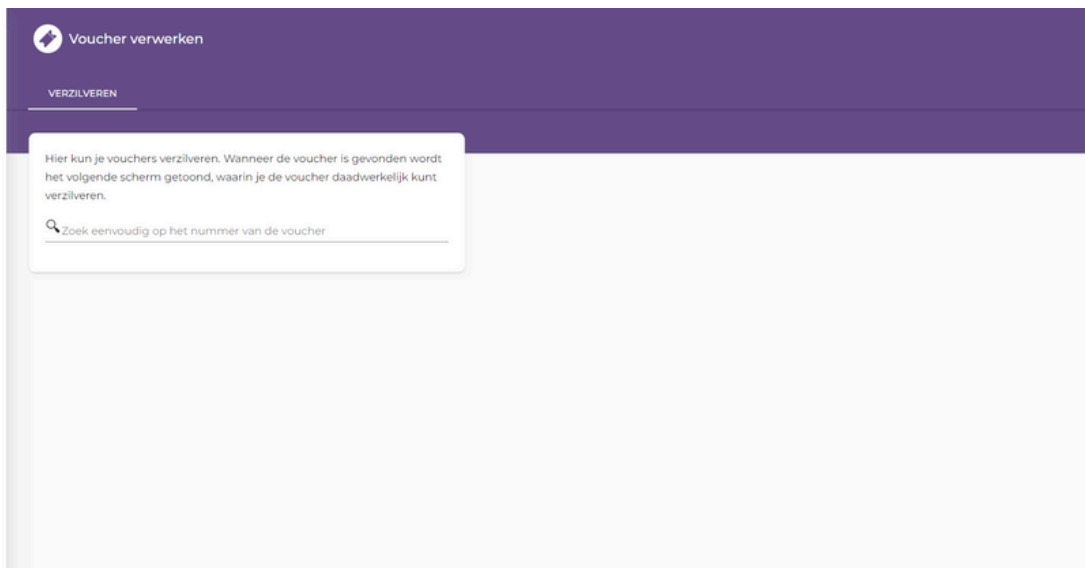 Voucher verwerken
VERZILVEREN
Hier kun je vouchers verzilveren. Wanneer de voucher is gevonden wordt
het volgende scherm getoond, waarin je de voucher daadwerkelijk kunt
verzilveren.
Zoek eenvoudig op het nummer van de voucher